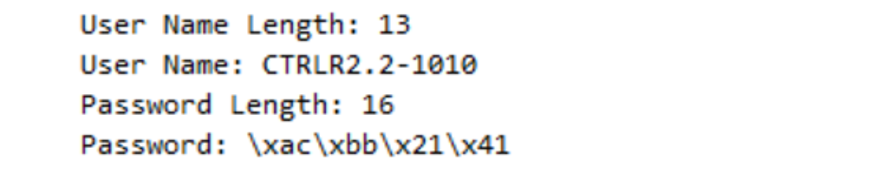 User Name Length: 13
User Name: CTRLR2.2-1010
Password Length: 16
Password: \xac\xbb\x21\x41